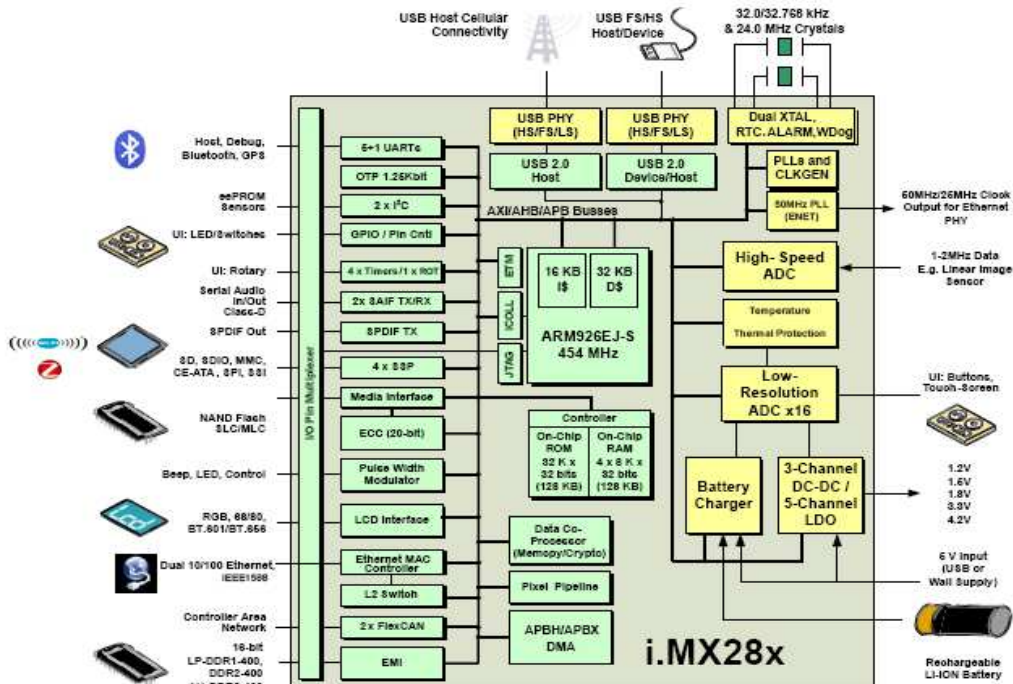 USB Host Cellular
Connectivity
USB FS/HS
Host/Device
32.0/32.768 kHz
& 24.0 MHz Crystals
USB PHY
(HS/FS/LS)
USB PHY
(HS/FS/LS)
Dual XTAL,
RTC.ALARM,WDog
USB 2.0
Host
USB 2.0
Device/Host
PLLs and
CLKGEN
50MHz PLL
(ENET)
50MHz/25MHz Clock
Output for Ethernet
PHY
AXI/AHB/APB Busses
I/O Pin Multiplexer
Host, Debug,
Bluetooth, GPS
5+1 UARTs
OTP 1.25Kbit
eePROM
Sensors
2 x I²C
UI: LED/Switches
GPIO / Pin Cntl
UI: Rotary
4 x Timers/1 x ROT
Serial Audio
In/Out
Class-D
2x SAIF TX/RX
SPDIF Out
SPDIF TX
SD, SDIO, MMC,
CE-ATA , SPI, SSI
4 x SSP
Media Interface
NAND Flash
SLC/MLC
ECC (20-bit)
Beep, LED, Control
Pulse Width
Modulator
Lcd
RGB, 68/80,
BT.601/BT.656
LCD Interface
Dual 10/100 Ethernet,
IEEE1588
Ethernet MAC
Controller
L2 Switch
Controller Area
Network
2 x FlexCAN
16-bit
LP-DDR1-400,
DDR2-400
EMI
ETM
ICOLL
JTAG
16 KB
I$
32 KB
D$
ARM926EJ-S
454 MHz
Controller
On-Chip
ROM
32 K x
32 bits
(128 KB)
On-Chip
RAM
4 x 8 K x
32 bits
(128 KB)
Data Co-
Processor
(Memory/Crypto)
Pixel Pipeline
APBH/APBX
DMA
High- Speed
ADC
1-2MHz Data
E.g. Linear Image
Sensor
Temperature
Thermal Protection
Low-
Resolution
ADC x16
UI: Buttons,
Touch-Screen
Battery
Charger
3-Channel
DC-DC /
5-Channel
LDO
1.2V
1.5V
1.8V
3.3V
4.2V
5 V Input
(USB or
Wall Supply)
Rechargeable
LI-ION Battery
i.MX28x